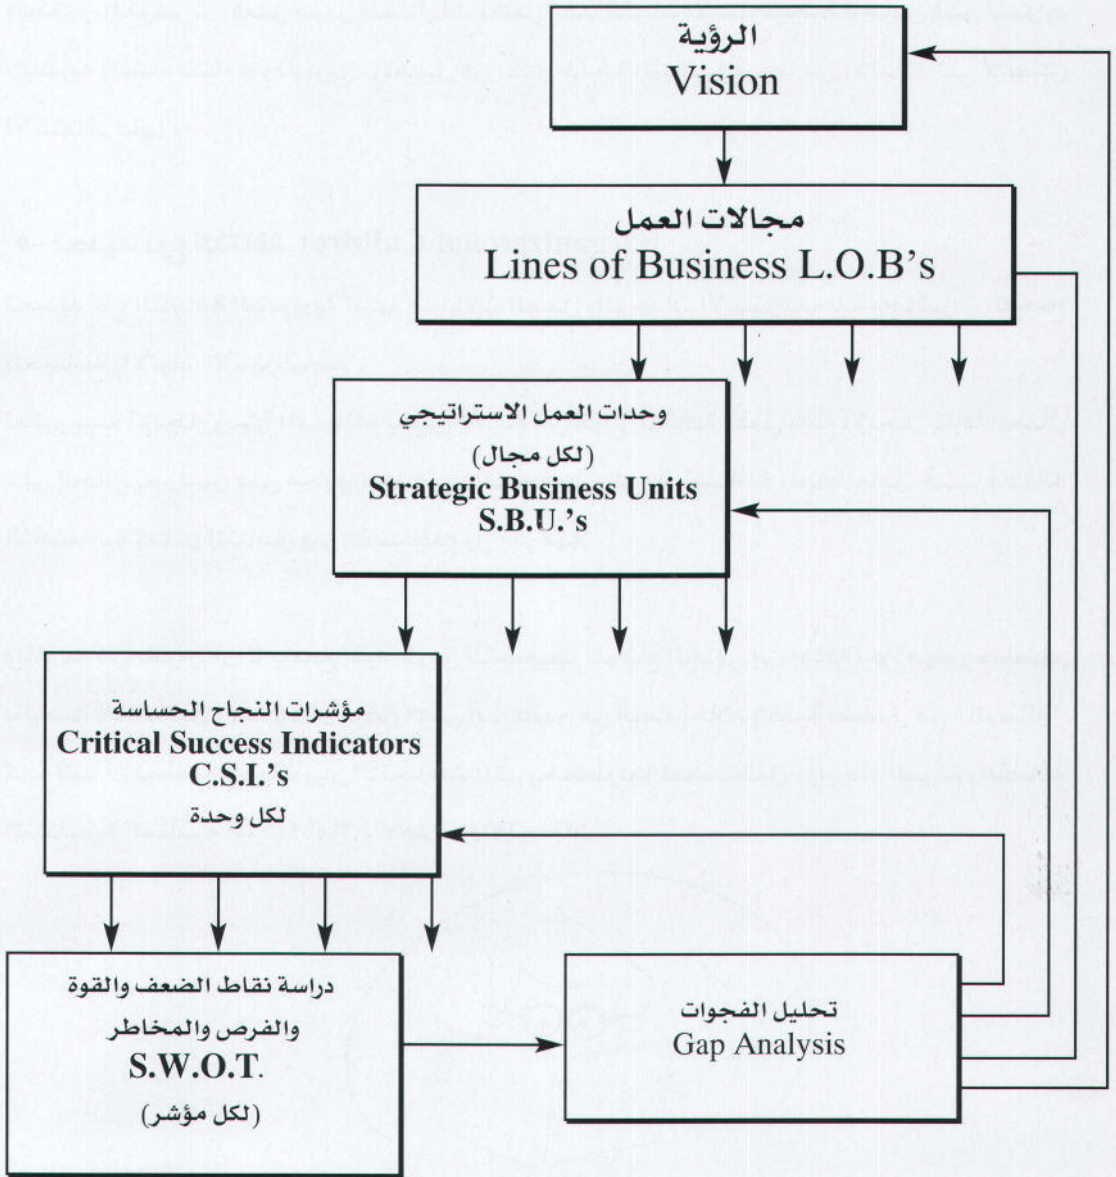 الرؤية
Vision
مجالات العمل
Lines of Business L.O.B's
وحدات العمل الاستراتيجي
(لكل مجال)
Strategic Business Units
S.B.U.'s
مؤشرات النجاح الحساسة
Critical Success Indicators
C.S.I.'s
لكل وحدة
دراسة نقاط الضعف والقوة
والفرص والمخاطر
S.W.O.T.
(لكل مؤشر)
تحليل الفجوات
Gap Analysis